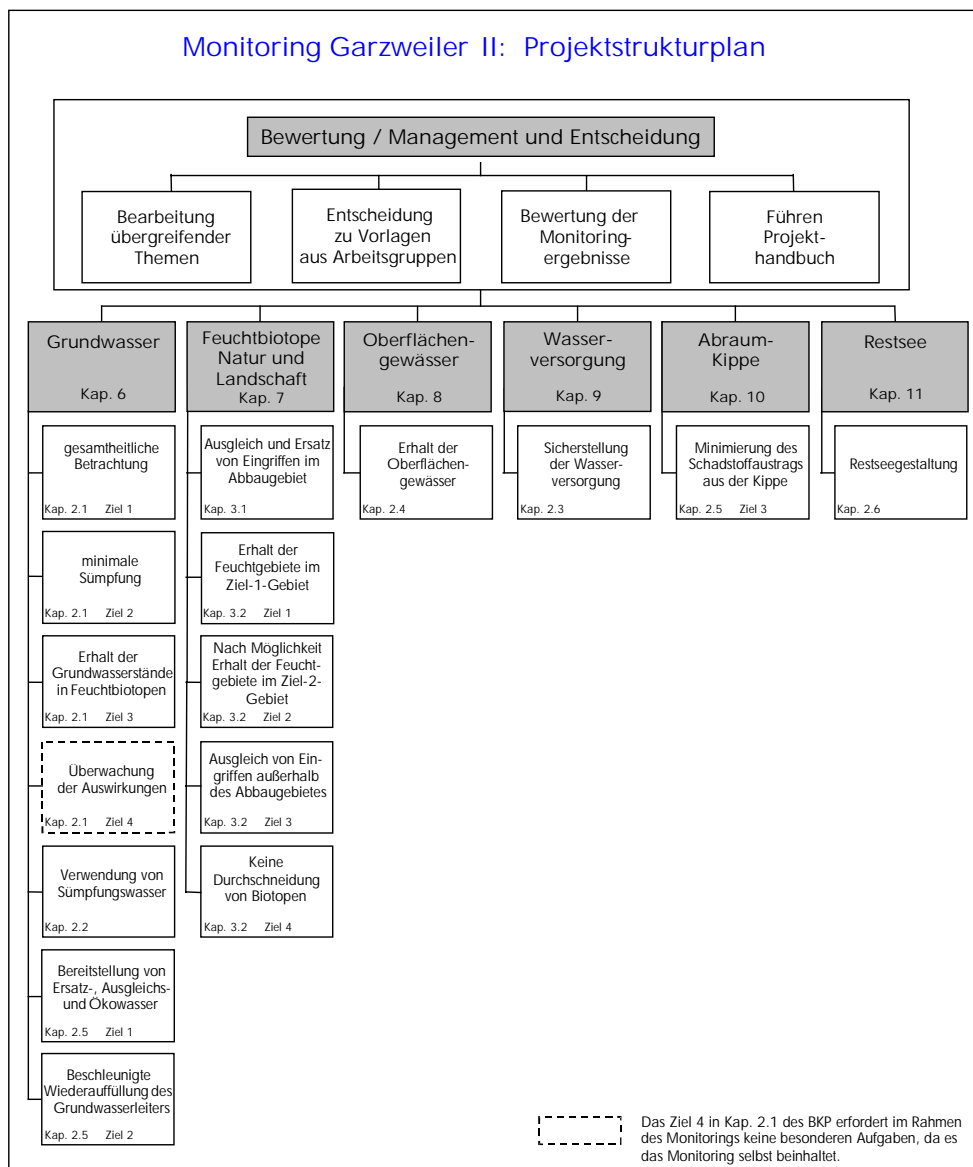 Monitoring Garzweiler II: Projektstrukturplan
Bewertung / Management und Entscheidung
Bearbeitung
übergreifender
Themen
Entscheidung
zu Vorlagen
aus Arbeitsgruppen
Bewertung der
Monitoring-
ergebnisse
Führen
Projekt-
handbuch
Grundwasser
Kap. 6
Feuchtbiotope
Natur und
Landschaft
Kap. 7
Oberflächen-
gewässer
Kap. 8
Wasser-
versorgung
Kap. 9
Abraum-
Kippe
Kap. 10
Restsee
Kap. 11
gesamtheitliche
Betrachtung
Kap. 2.1 Ziel 1
minimale
Sümpfung
Kap. 2.1 Ziel 2
Erhalt der
Grundwasserstände
in Feuchtbiotopen
Kap. 2.1 Ziel 3
Überwachung
der Auswirkungen
Kap. 2.1 Ziel 4
Verwendung von
Sümpfungswasser
Kap. 2.2
Bereitstellung von
Ersatz-, Ausgleichs-
und Ökowasser
Kap. 2.5 Ziel 1
Beschleunigte
Wiederauffüllung des
Grundwasserleiters
Kap. 2.5 Ziel 2
Ausgleich und Ersatz
von Eingriffen im
Abbaugebiet
Kap. 3.1
Erhalt der
Feuchtgebiete im
Ziel-1-Gebiet
Kap. 3.2 Ziel 1
Nach Möglichkeit
Erhalt der Feucht-
gebiete im Ziel-2-
Gebiet
Kap. 3.2 Ziel 2
Ausgleich von Ein-
griffen außerhalb
des Abbaugebietes
Kap. 3.2 Ziel 3
Keine
Durchschneidung
von Biotopen
Kap. 3.2 Ziel 4
Erhalt der
Oberflächen-
gewässer
Kap. 2.4
Sicherstellung
der Wasser-
versorgung
Kap. 2.3
Minimierung des
Schadstoffaustrags
aus der Kippe
Kap. 2.5 Ziel 3
Restseegestaltung
Kap. 2.6
Das Ziel 4 in Kap. 2.1 des BKP erfordert im Rahmen
des Monitorings keine besonderen Aufgaben, da es
das Monitoring selbst beinhaltet.